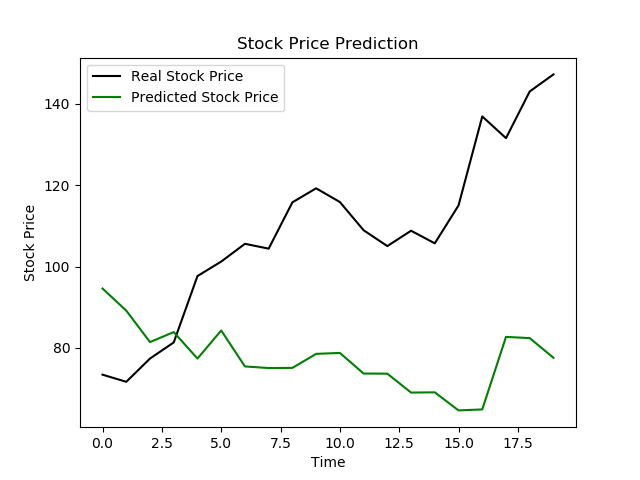 Stock Price Prediction
Real Stock Price
Predicted Stock Price
140
120
100
80
Stock Price
0.0 2.5 5.0 7.5 10.0 12.5 15.0 17.5
Time